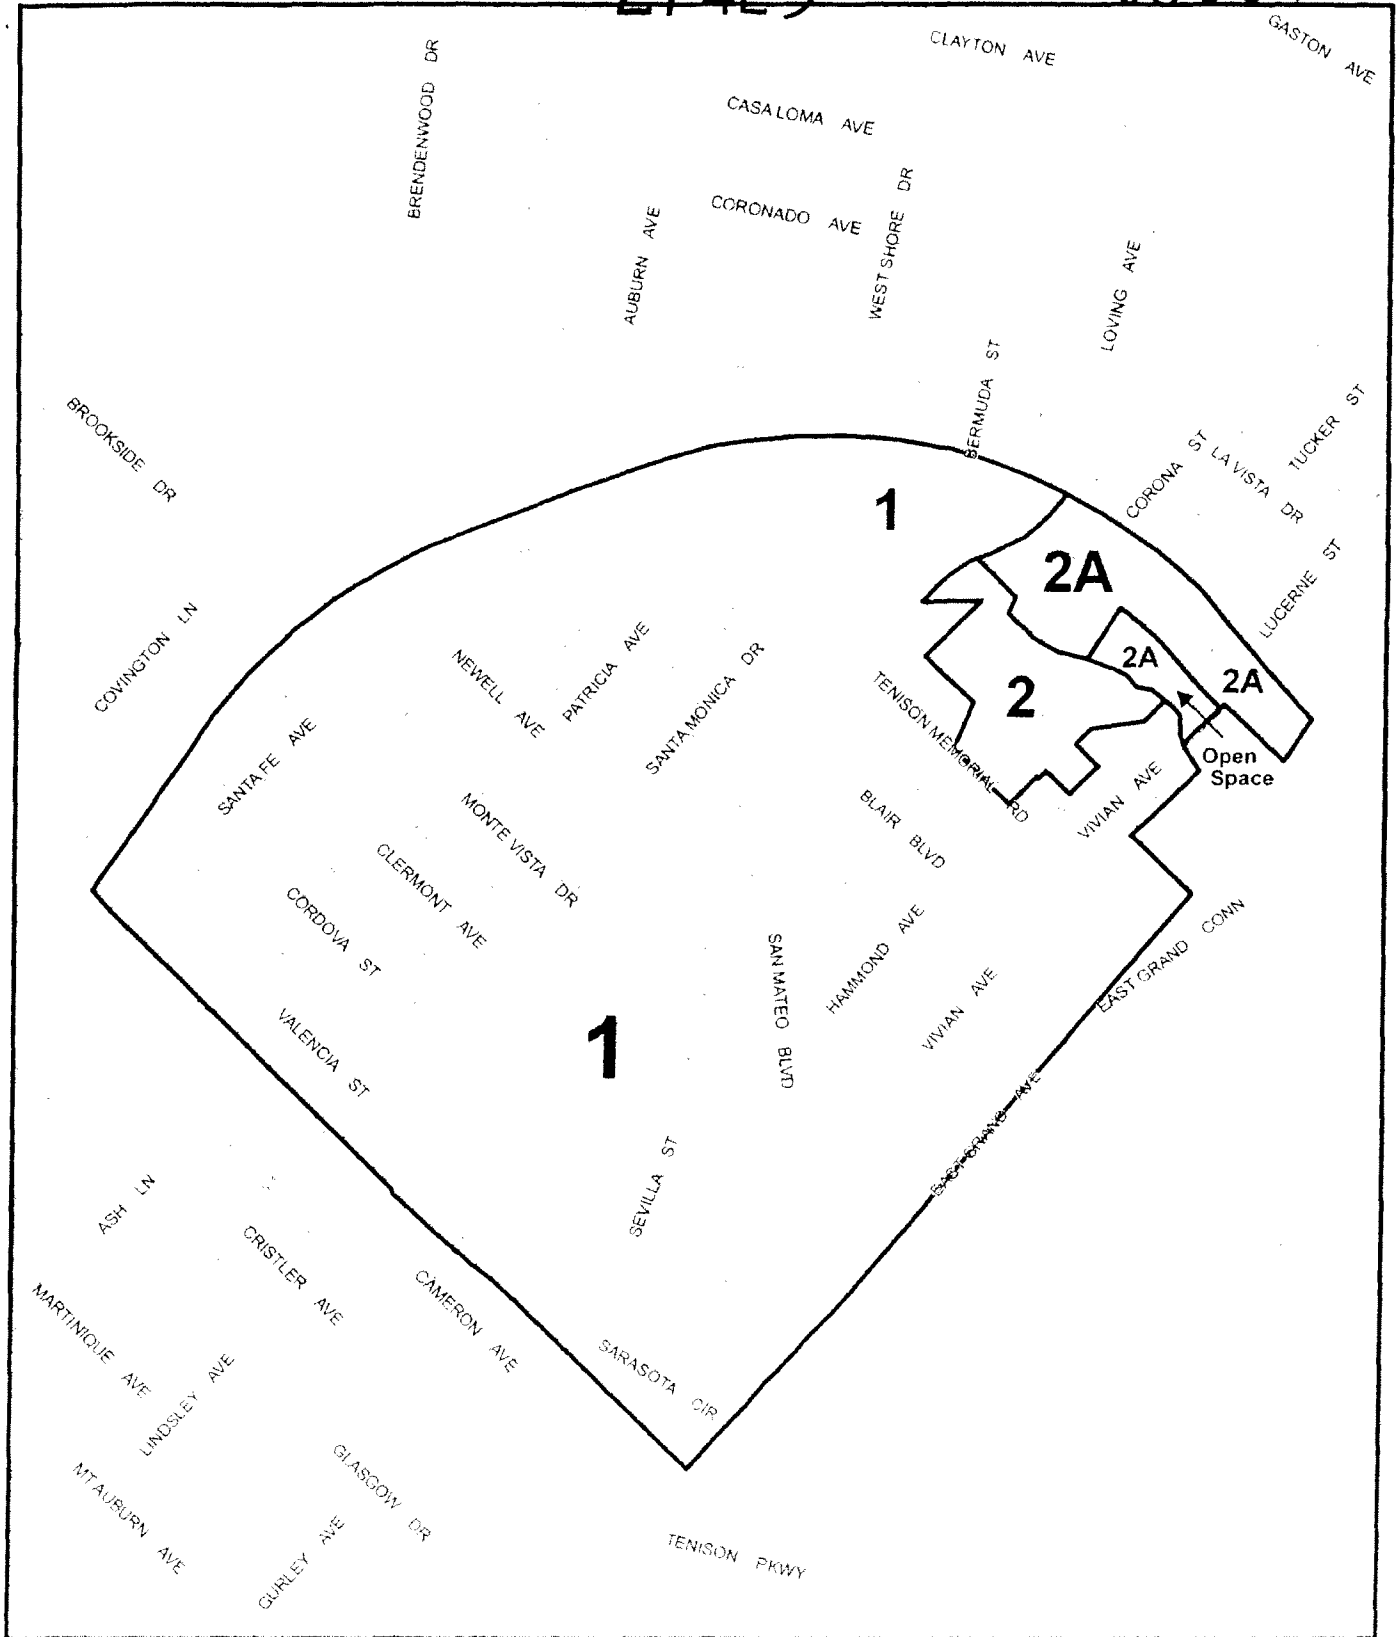 CLAYTON AVE
GASTON AVE
BRENDENWOOD DR
CASA LOMA AVE
CORONADO AVE
WEST SHORE DR
AUBURN AVE
LOVING AVE
BERMUDA ST
BROOKSIDE DR
TUCKER ST
CORONA ST
LA VISTA DR
1
2A
LUCERNE ST
COVINGTON LN
NEWELL AVE
PATRICIA AVE
SANTA MONICA DR
2A
2A
2
TENISON MEMORIAL RD
SANTA FE AVE
Open
Space
VIVIAN AVE
MONTE VISTA DR
BLAIR BLVD
CLERMONT AVE
CORDOVA ST
SAN MATEO BLVD
HAMMOND AVE
EAST GRAND CONN
VIVIAN AVE
VALENCIA ST
1
EAST GRAND AVE
SEVILLA ST
ASH LN
CRISTLER AVE
CAMERON AVE
MARTINIQUE AVE
SARASOTA CIR
LINDSLEY AVE
GLASGOW DR
MT AUBURN AVE
GURLEY AVE
TENISON PKWY